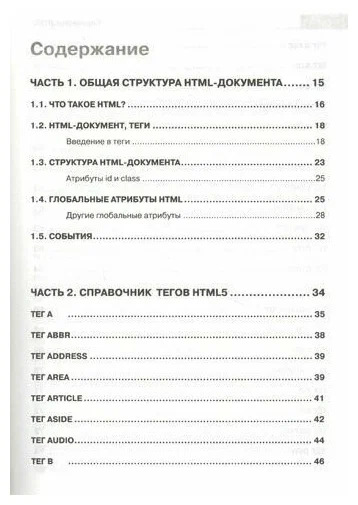 Содержание
ЧАСТЬ 1. ОБЩАЯ СТРУКТУРА HTML-ДОКУМЕНТА....... 15
1.1. ЧТО ТАКОЕ HTML? ........ 16
1.2. HTML-ДОКУМЕНТ, ТЕГИ ........ 18
Введение в теги ........ 18
1.3. СТРУКТУРА HTML-ДОКУМЕНТА........ 23
Атрибуты id и class ........ 25
1.4. ГЛОБАЛЬНЫЕ АТРИБУТЫ HTML ........ 25
Другие глобальные атрибуты ........ 28
1.5. СОБЫТИЯ........ 32
ЧАСТЬ 2. СПРАВОЧНИК ТЕГОВ HTML5 ........ 34
ТЕГ A ........ 35
ТЕГ ABBR........ 38
ТЕГ ADDRESS ........ 39
ТЕГ AREA ........ 39
ТЕГ ARTICLE ........ 41
ТЕГ ASIDE ........ 42
ТЕГ AUDIO........ 44
ТЕГ B ........ 46